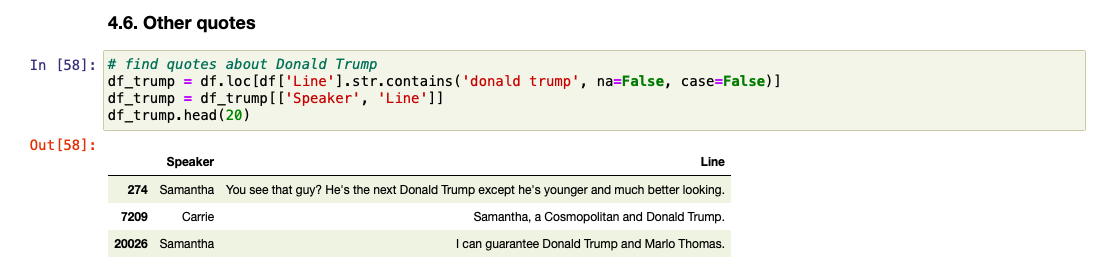 4.6. Other quotes
In [58]: # find quotes about Donald Trump
df_trump = df.loc[df['Line'].str.contains('donald trump', na=False, case=False)]
df_trump = df_trump[['Speaker', 'Line']]
df_trump.head(20)
Out[58]:
Speaker Line
274 Samantha You see that guy? He's the next Donald Trump except he's younger and much better looking.
7209 Carrie Samantha, a Cosmopolitan and Donald Trump.
20026 Samantha I can guarantee Donald Trump and Marlo Thomas.